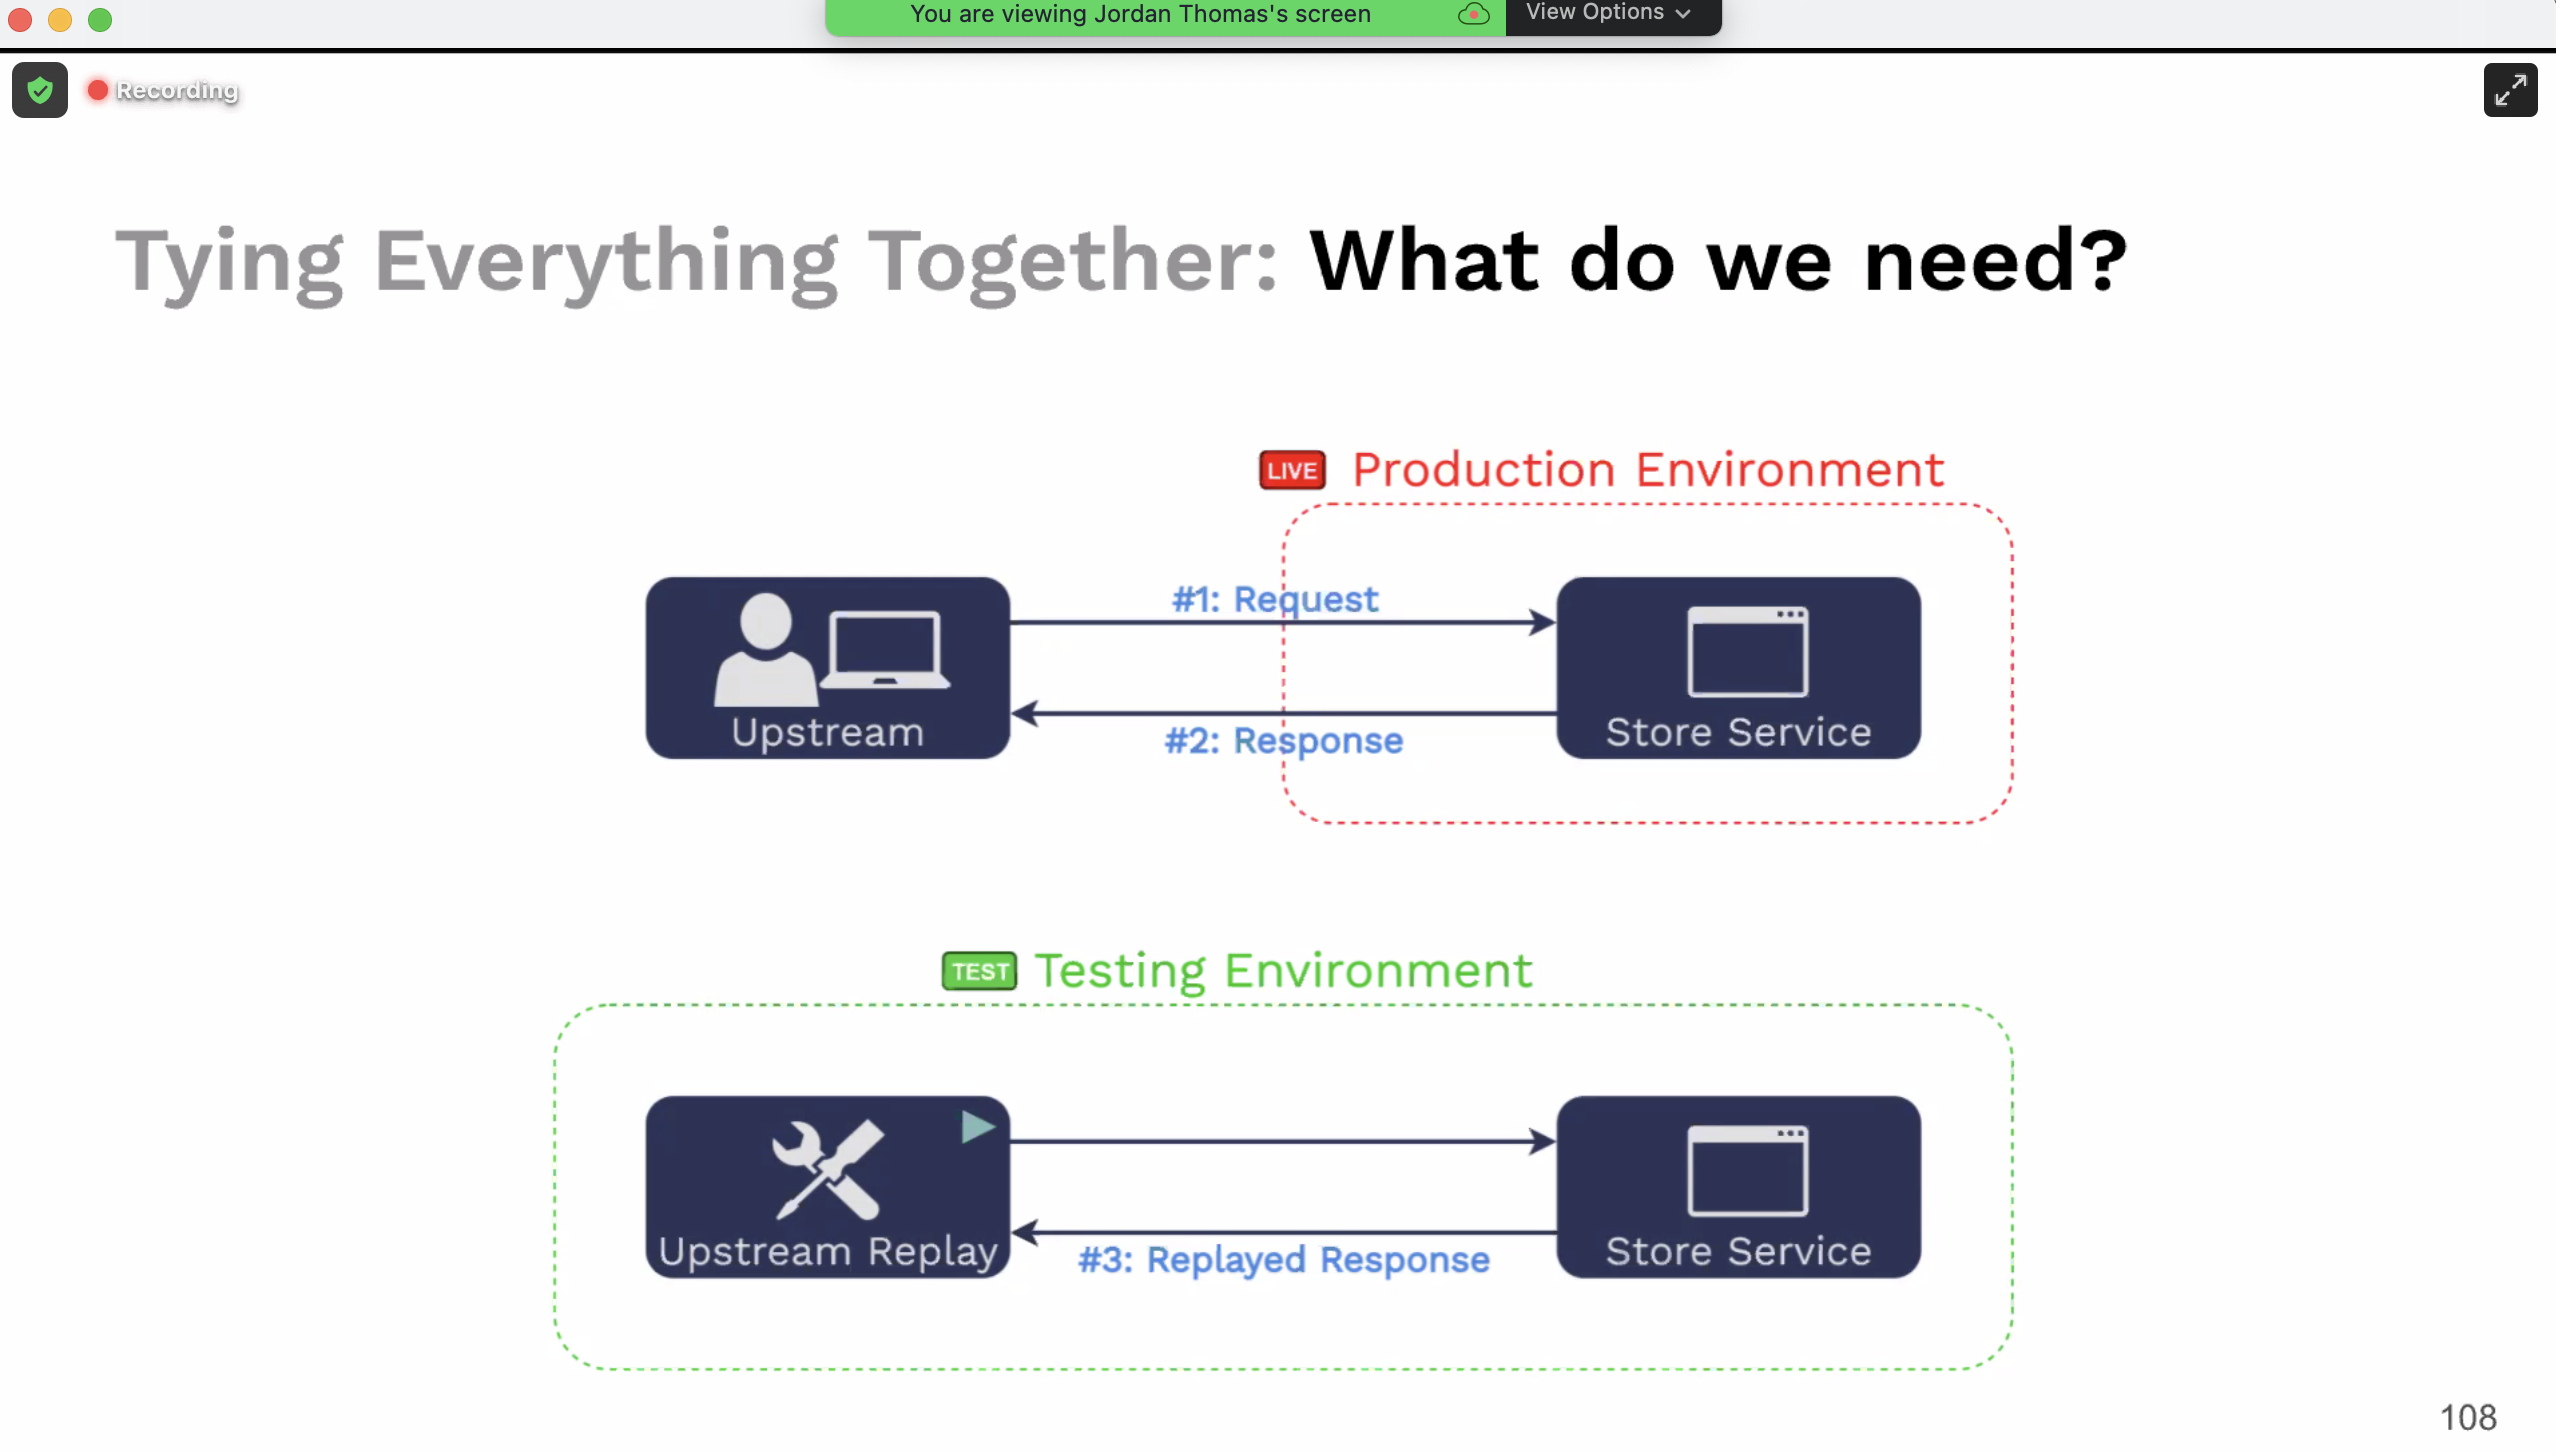 You are viewing Jordan Thomas's screen
View Options
Recording
Tying Everything Together: What do we need?
LIVE Production Environment
#1: Request
Upstream
#2: Response
Store Service
TEST Testing Environment
Upstream Replay
#3: Replayed Response
Store Service
108